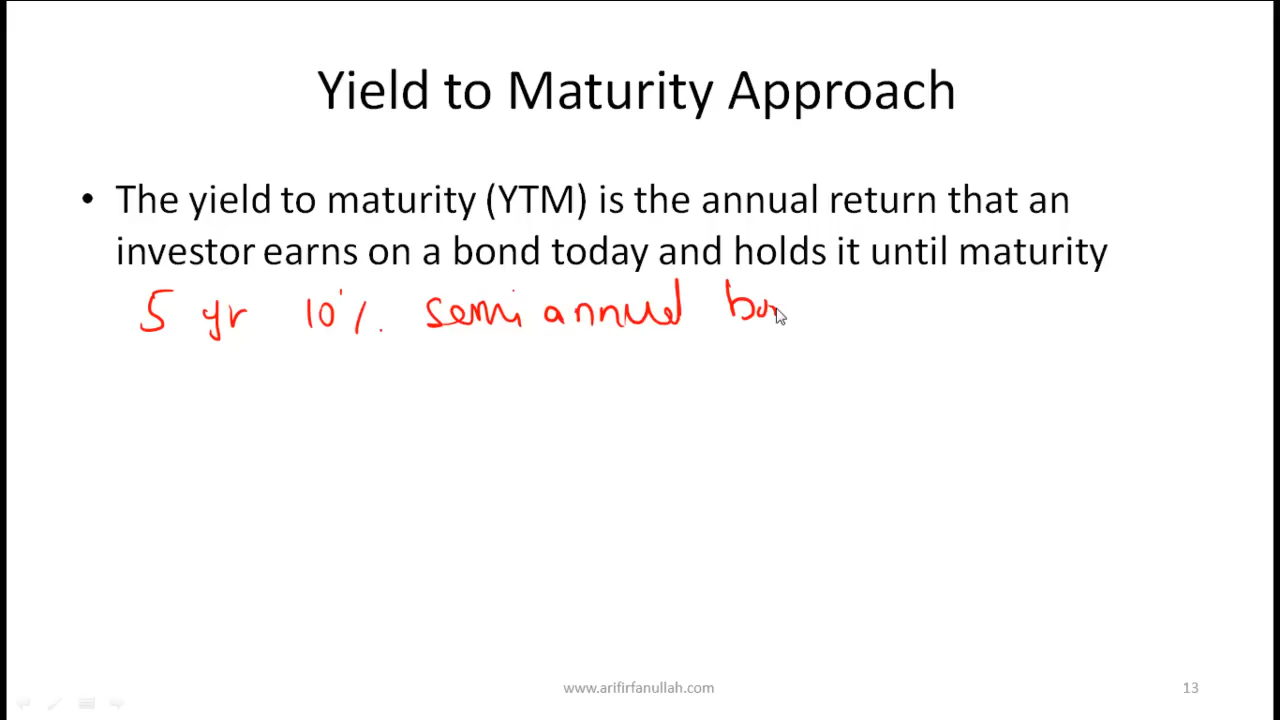 Yield to Maturity Approach
• The yield to maturity (YTM) is the annual return that an
investor earns on a bond today and holds it until maturity
5 yr 10%. semi annual bon
www.arifirfanullah.com
13